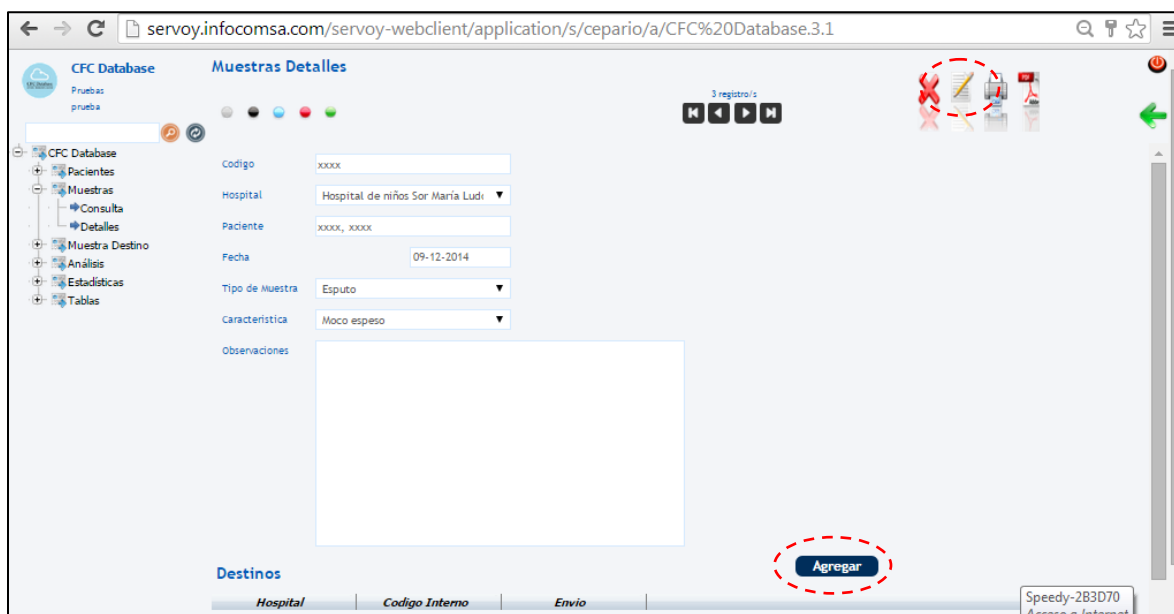 servoy.infocomsa.com/servoy-webclient/application/s/cepario/a/CFC%20Database.3.1
CFC Database
Pruebas
prueba
Muestras Detalles
3 registro/s
CFC Database
Pacientes
Muestras
Consulta
Detalles
Muestra Destino
Análisis
Estadísticas
Tablas
Codigo xxxx
Hospital Hospital de niños Sor María Lud
Paciente xxxx, xxxx
Fecha 09-12-2014
Tipo de Muestra Esputo
Caracteristica Moco espeso
Observaciones
Agregar
Destinos
Hospital Codigo Interno Envio
Speedy-2B3D70
Acceso a Internet